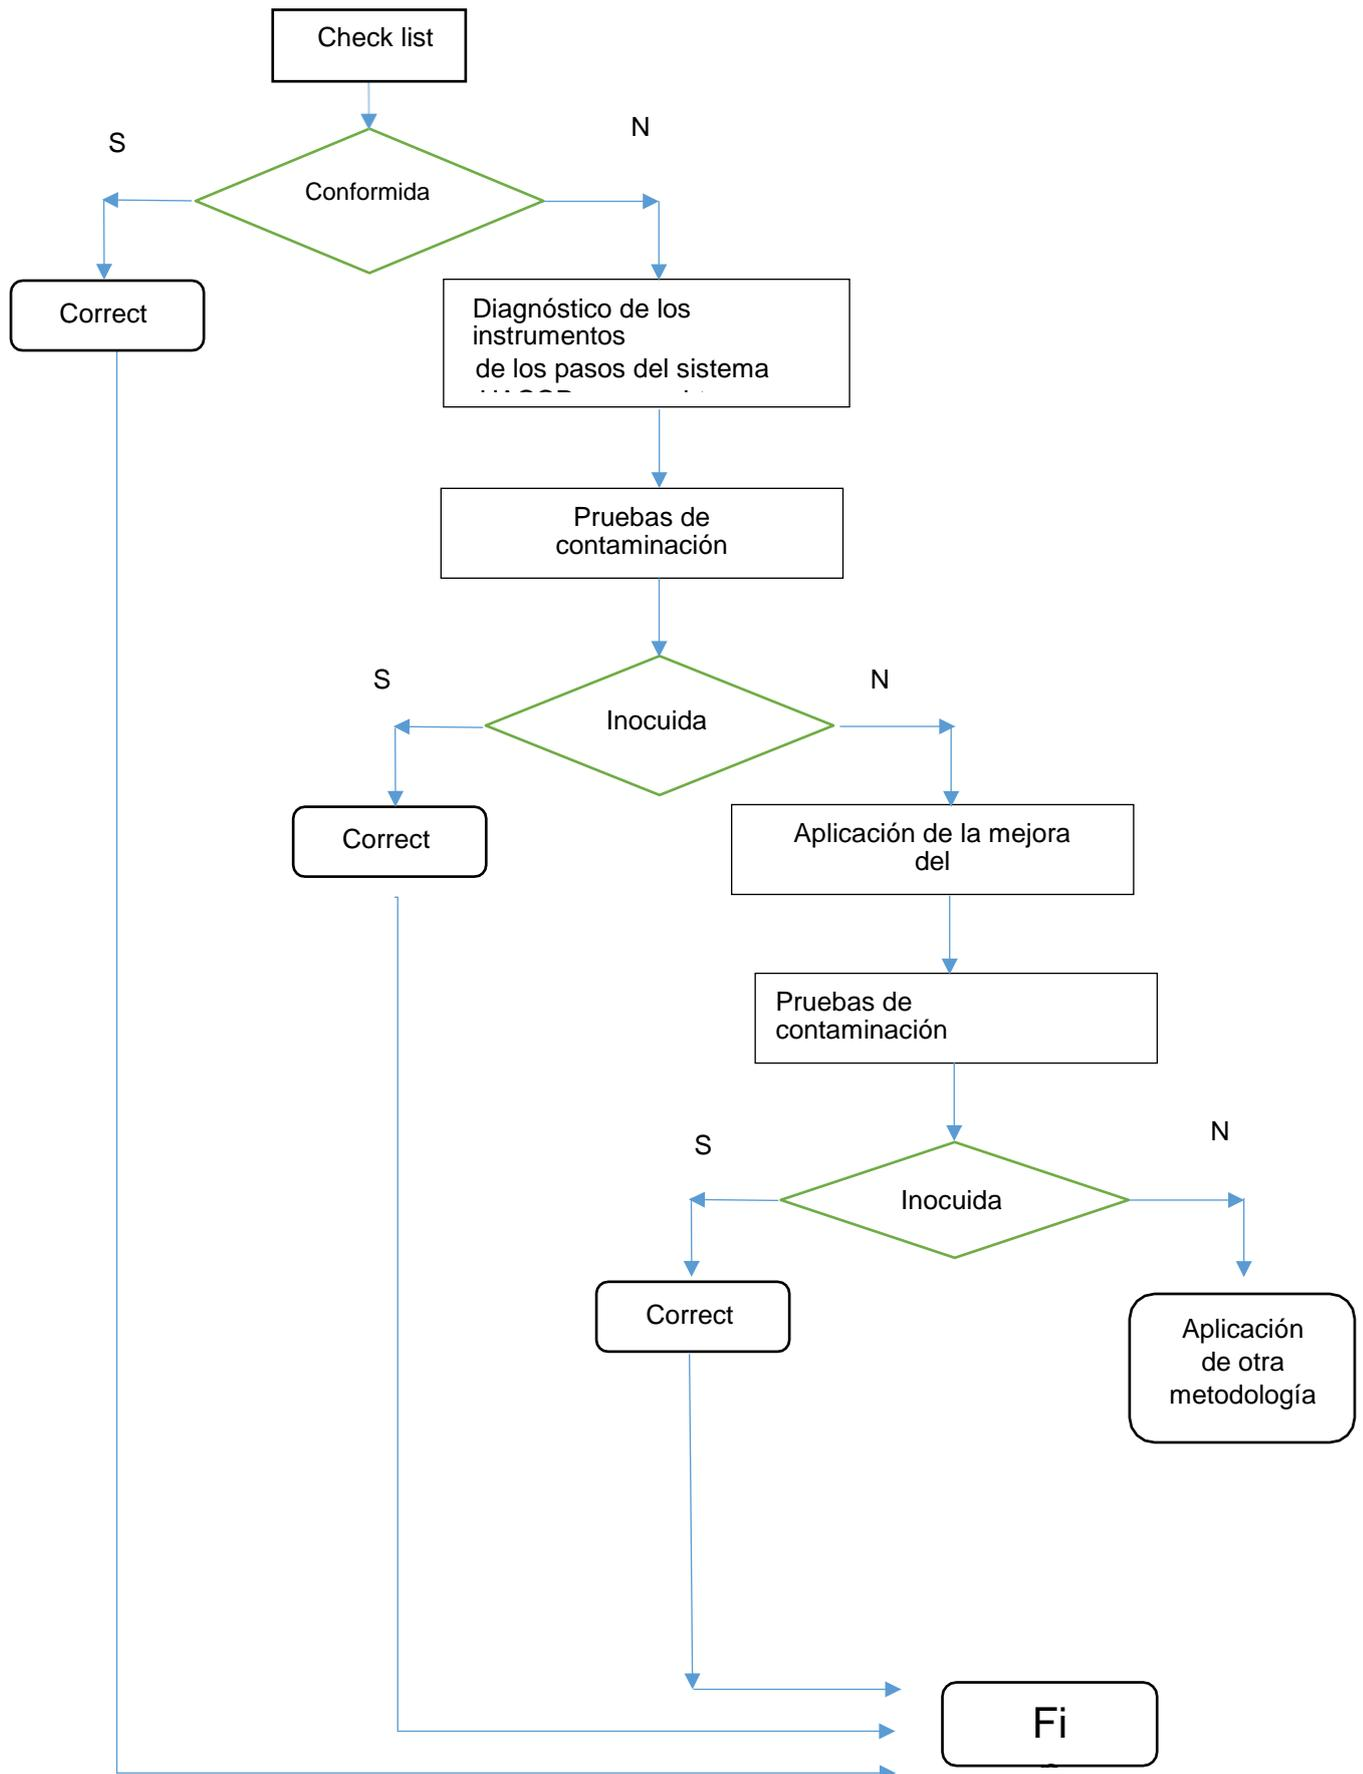 Check list
S
N
Conformida
Correct
Diagnóstico de los
instrumentos
de los pasos del sistema
Pruebas de
contaminación
S
N
Inocuida
Correct
Aplicación de la mejora
del
Pruebas de
contaminación
S
N
Inocuida
Correct
Aplicación
de otra
metodología
Fi